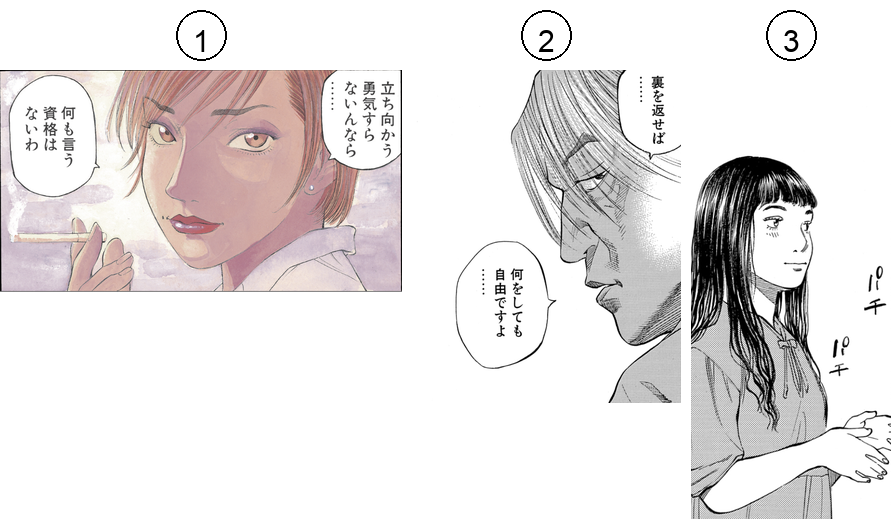 1
2
3
立ち向かう
勇気すら
ないんなら
……
何も言う
資格は
ないわ
裏を返せば
……
何をしても
自由ですよ
……
パチ
パチ